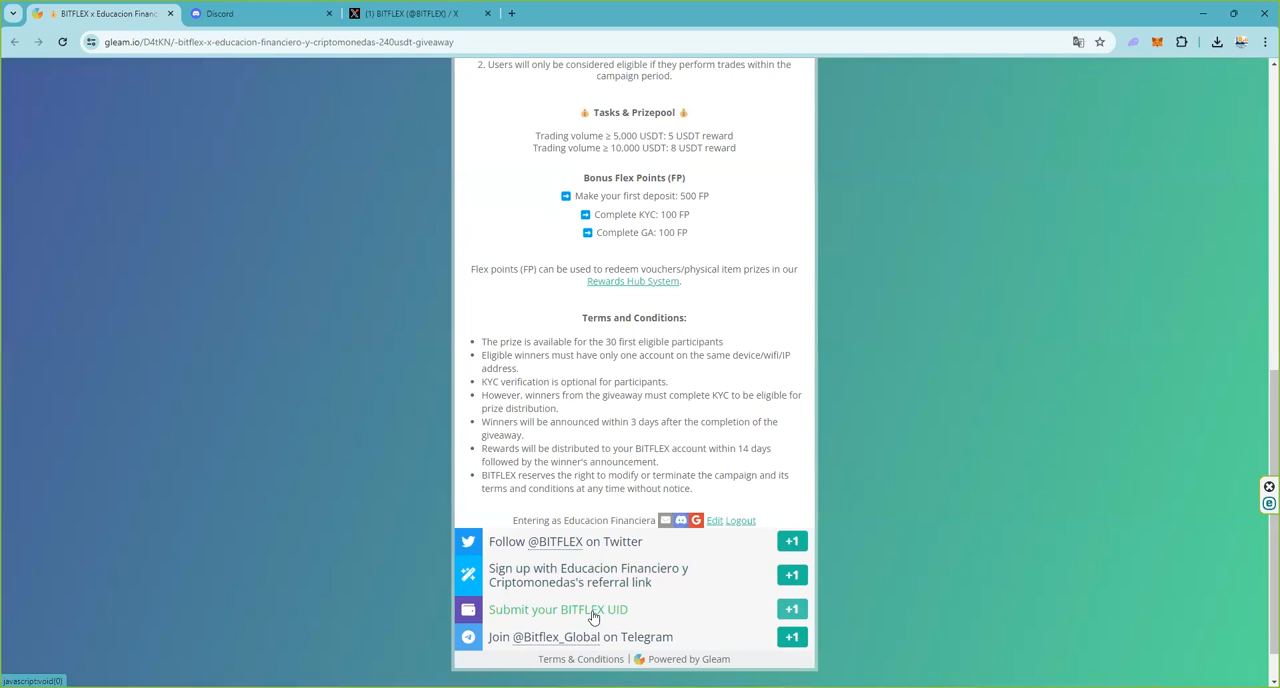 BITFLEX x Educacion Financ
Discord
(1) BITFLEX (@BITFLEX) / X
gleam.io/D4tKN/-bitflex-x-educacion-financiero-y-criptomonedas-240usdt-giveaway
2. Users will only be considered eligible if they perform trades within the
campaign period.
Tasks & Prizepool
Trading volume ≥ 5,000 USDT: 5 USDT reward
Trading volume ≥ 10,000 USDT: 8 USDT reward
Bonus Flex Points (FP)
Make your first deposit: 500 FP
Complete KYC: 100 FP
Complete GA: 100 FP
Flex points (FP) can be used to redeem vouchers/physical item prizes in our
Rewards Hub System.
Terms and Conditions:
The prize is available for the 30 first eligible participants
Eligible winners must have only one account on the same device/wifi/IP
address.
KYC verification is optional for participants.
However, winners from the giveaway must complete KYC to be eligible for
prize distribution.
Winners will be announced within 3 days after the completion of the
giveaway.
Rewards will be distributed to your BITFLEX account within 14 days
followed by the winner's announcement.
BITFLEX reserves the right to modify or terminate the campaign and its
terms and conditions at any time without notice.
Entering as Educacion Financiera G Edit Logout
Follow @BITFLEX on Twitter +1
Sign up with Educacion Financiero y
Criptomonedas's referral link +1
Submit your BITFLEX UID +1
Join @Bitflex_Global on Telegram +1
Terms & Conditions | Powered by Gleam
javascript:void(0)